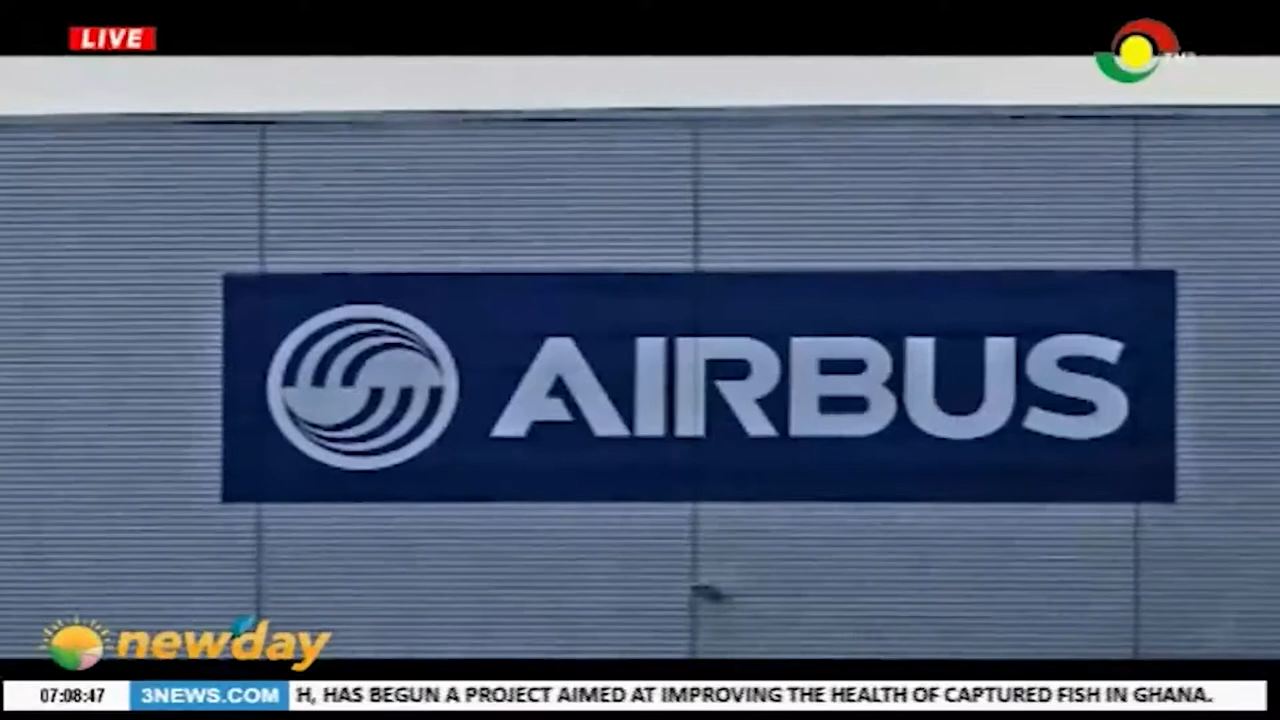 LIVE
AIRBUS
newday
07:08:47
3NEWS.COM
H, HAS BEGUN A PROJECT AIMED AT IMPROVING THE HEALTH OF CAPTURED FISH IN GHANA.